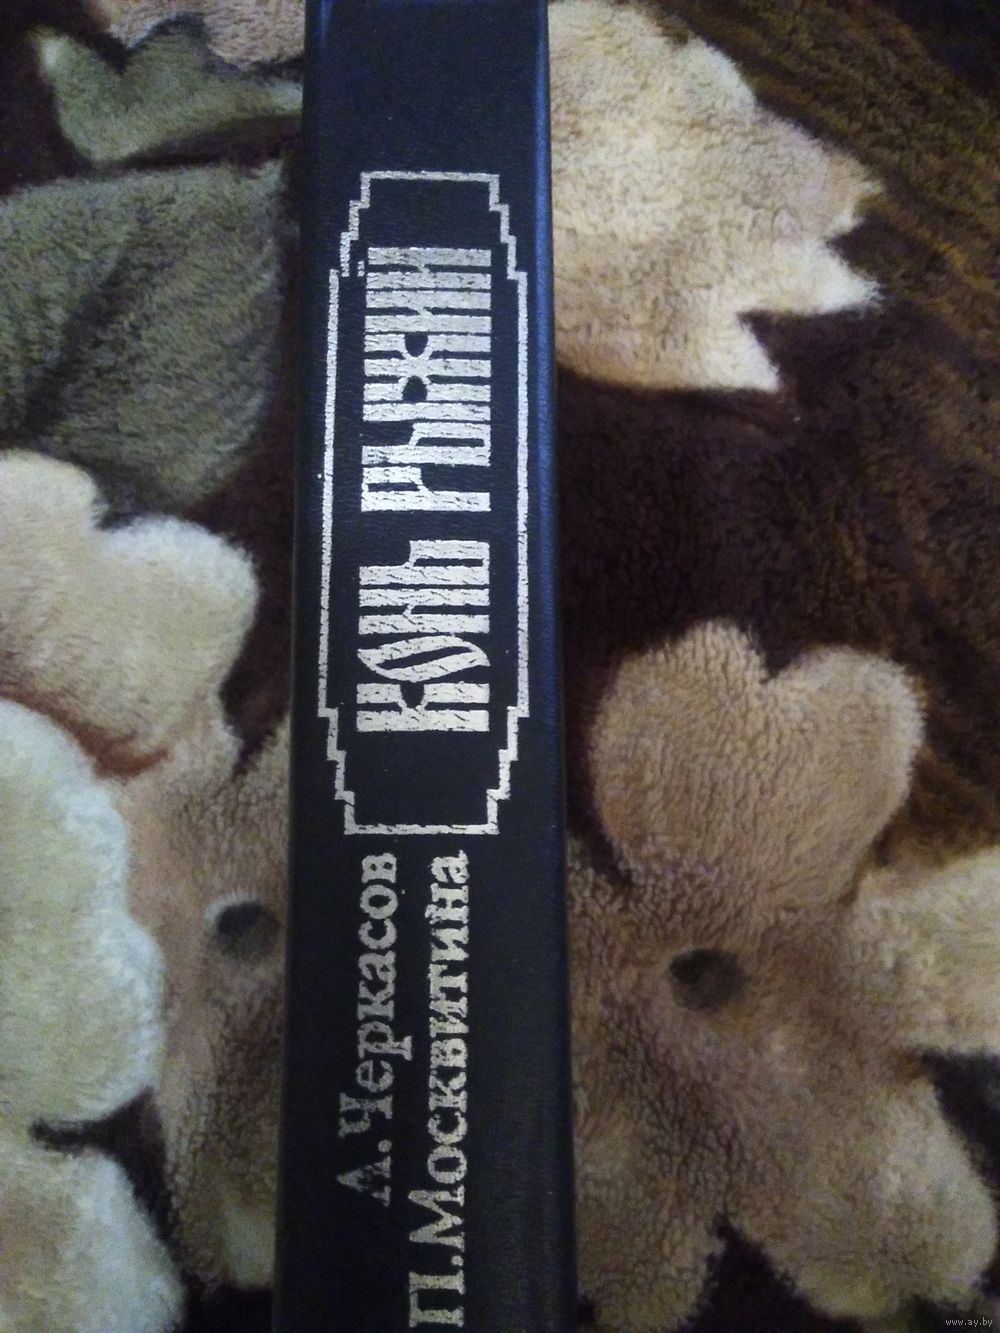 А. Черкасов
П. Москвитина
КОНЬ РЫЖИЙ
www.ay.by